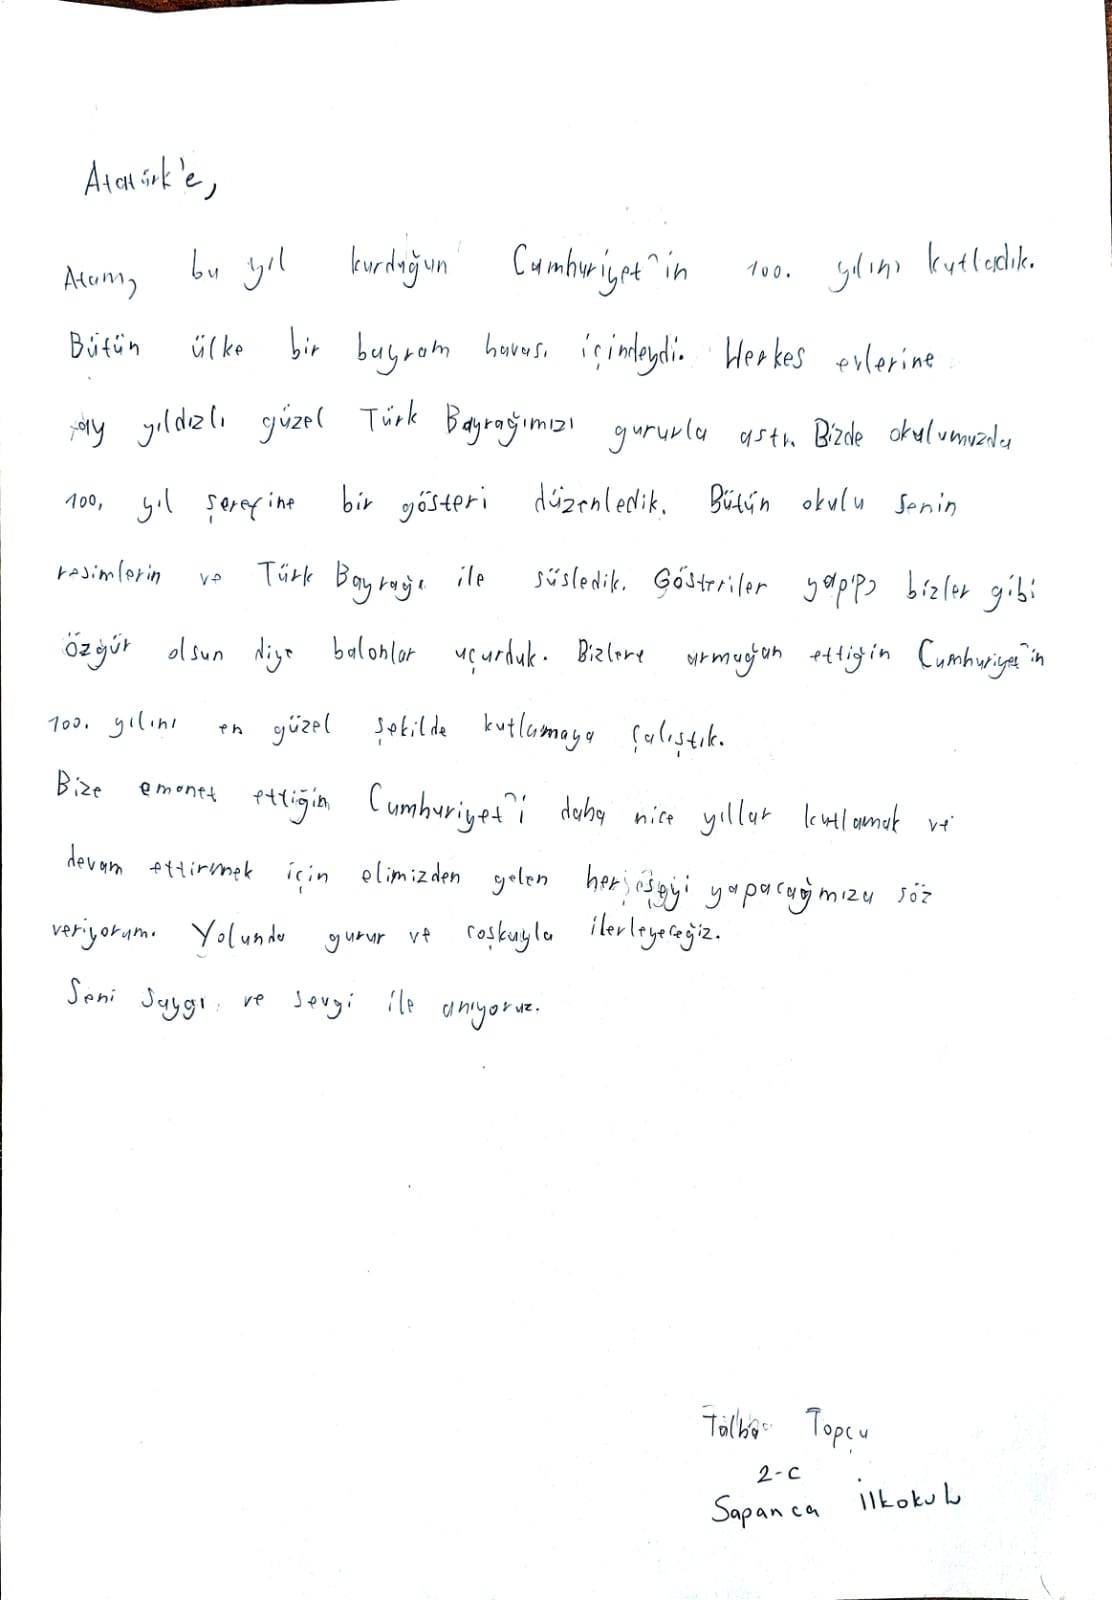 Atatürk'e,
Atam, bu yıl kurduğun Cumhuriyet'in 100. yılını kutladık.
Bütün ülke bir bayram havası içindeydi. Herkes evlerine
ay yıldızlı güzel Türk Bayrağımızı gururla astı. Bizde okulumuzda
100. yıl şerefine bir gösteri düzenledik. Bütün okulu senin
resimlerin ve Türk Bayrağı ile süsledik. Gösteriler yapıp, bizler gibi
özgür olsun diye balonlar uçurduk. Bizlere armağan ettiğin Cumhuriyet'in
100. yılını en güzel şekilde kutlamaya çalıştık.
Bize emanet ettiğin Cumhuriyet'i daha nice yıllar kutlamak ve
devam ettirmek için elimizden gelen yapacağmıza söz
veriyorum. Yolunda gurur ve coşkuyla ilerleyeceğiz.
Seni saygı ve sevgi ile anıyoruz.
Topçu
2-C
Sapanca İlkokulu